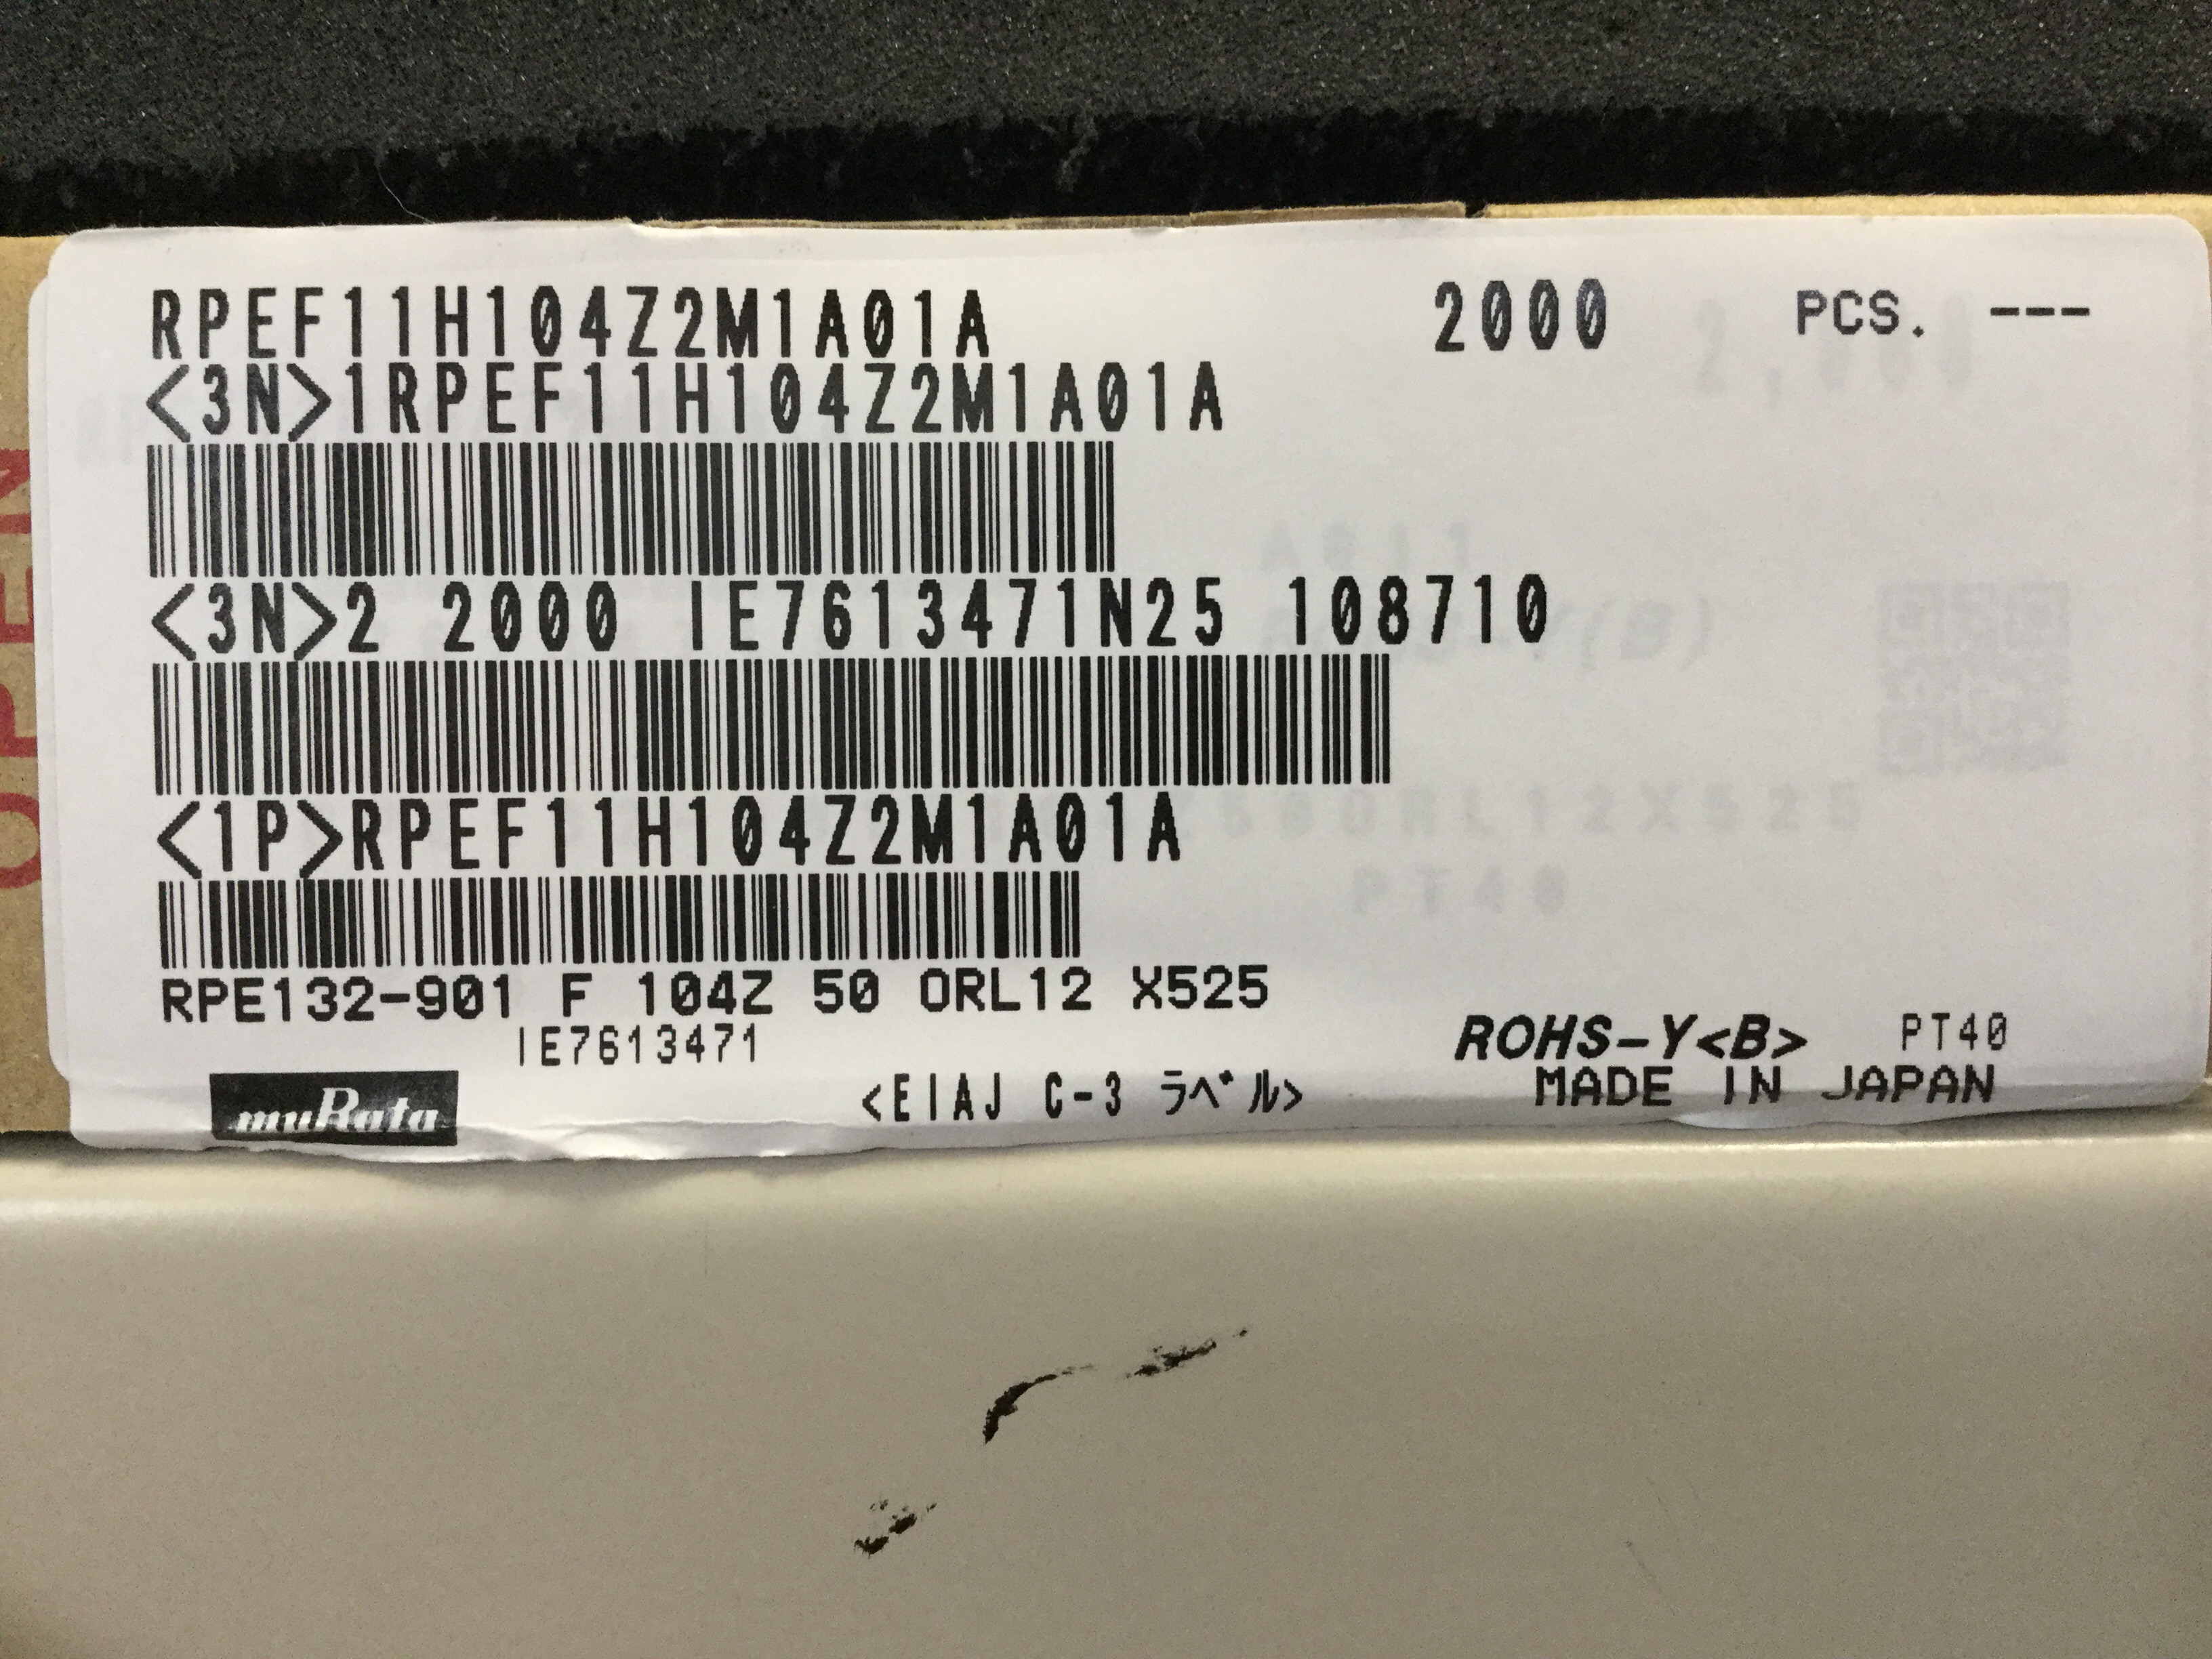 RPEF11H104Z2M1A01A 2000 PCS. ---
<3N>1RPEF11H104Z2M1A01A
<3N>2 2000 IE7613471N25 108710
<1P>RPEF11H104Z2M1A01A
RPE132-901 F 104Z 50 ORL12 X525
IE7613471
ROHS-Y<B> PT40
muRata
<EIAJ C-3 ラベル>
MADE IN JAPAN
OPEN